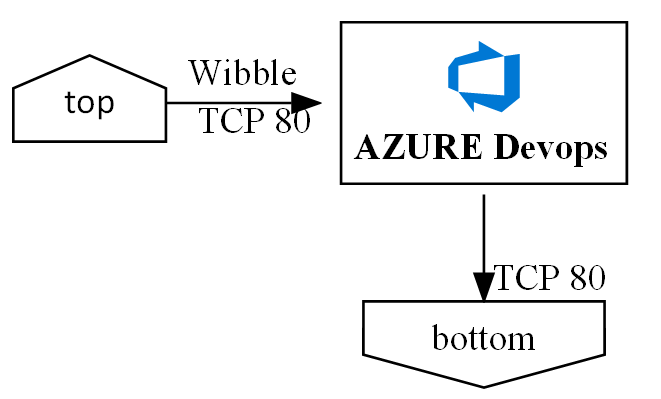 Wibble
top
TCP 80
AZURE Devops
TCP 80
bottom